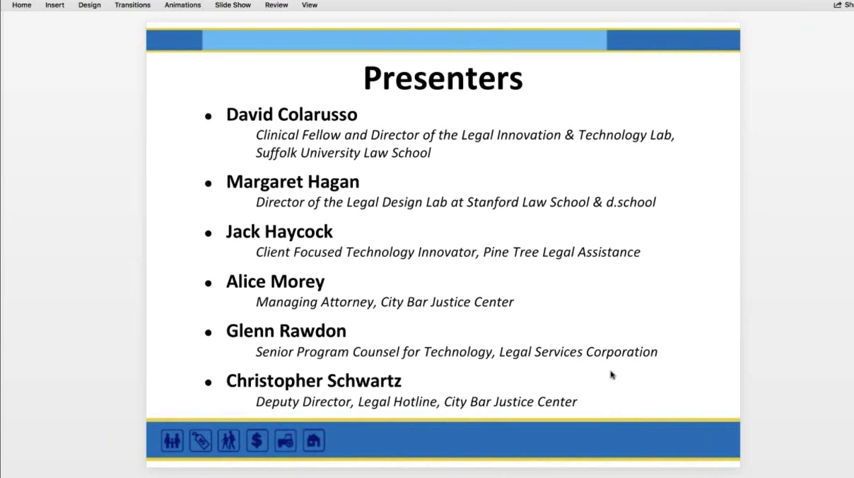 Home Insert Design Transitions Animations Slide Show Review View
Presenters
• David Colarusso
Clinical Fellow and Director of the Legal Innovation & Technology Lab,
Suffolk University Law School
• Margaret Hagan
Director of the Legal Design Lab at Stanford Law School & d.school
• Jack Haycock
Client Focused Technology Innovator, Pine Tree Legal Assistance
• Alice Morey
Managing Attorney, City Bar Justice Center
• Glenn Rawdon
Senior Program Counsel for Technology, Legal Services Corporation
• Christopher Schwartz
Deputy Director, Legal Hotline, City Bar Justice Center
$